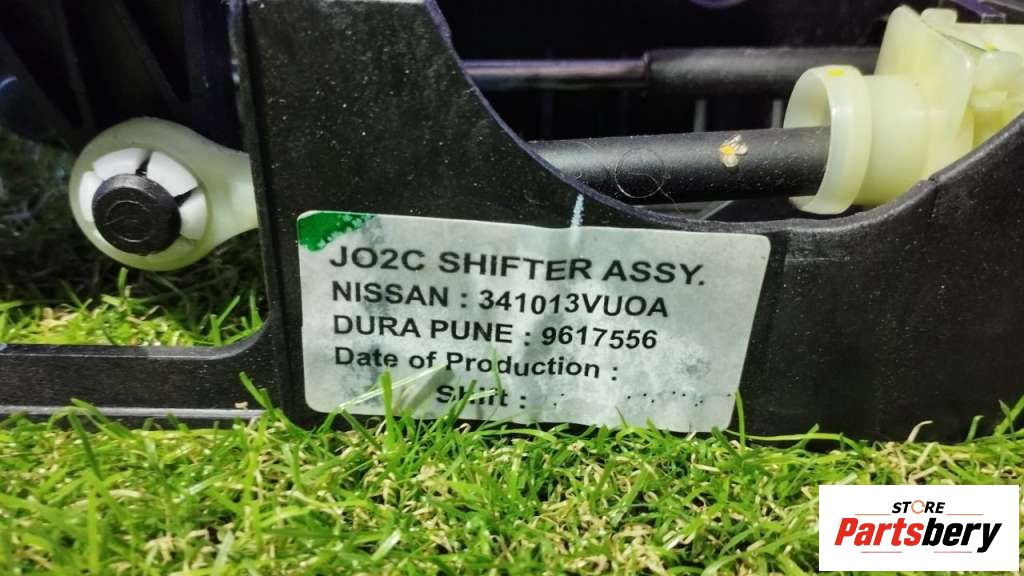 JO2C SHIFTER ASSY.
NISSAN : 341013VUOA
DURA PUNE : 9617556
Date of Production :
Shift :
STORE
Partsbery